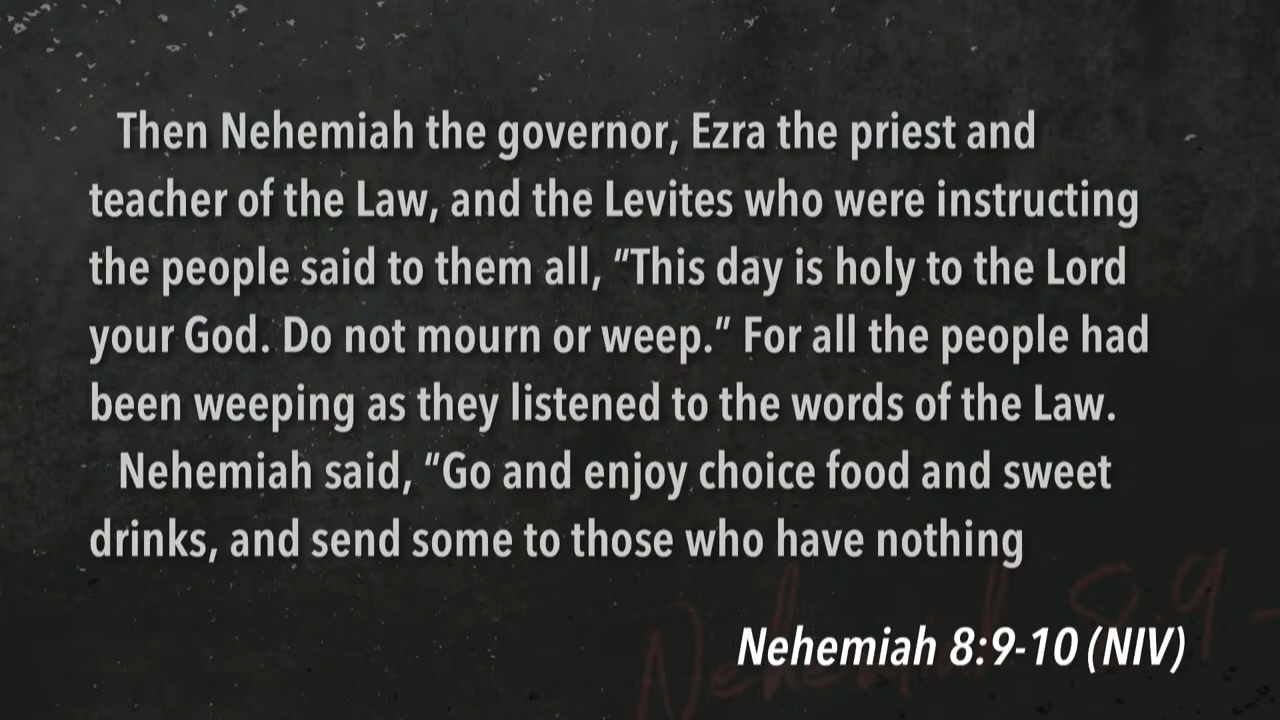 Then Nehemiah the governor, Ezra the priest and
teacher of the Law, and the Levites who were instructing
the people said to them all, "This day is holy to the Lord
your God. Do not mourn or weep." For all the people had
been weeping as they listened to the words of the Law.
Nehemiah said, "Go and enjoy choice food and sweet
drinks, and send some to those who have nothing
Nehemiah 8:9-10 (NIV)
Nehemiah 8:9-